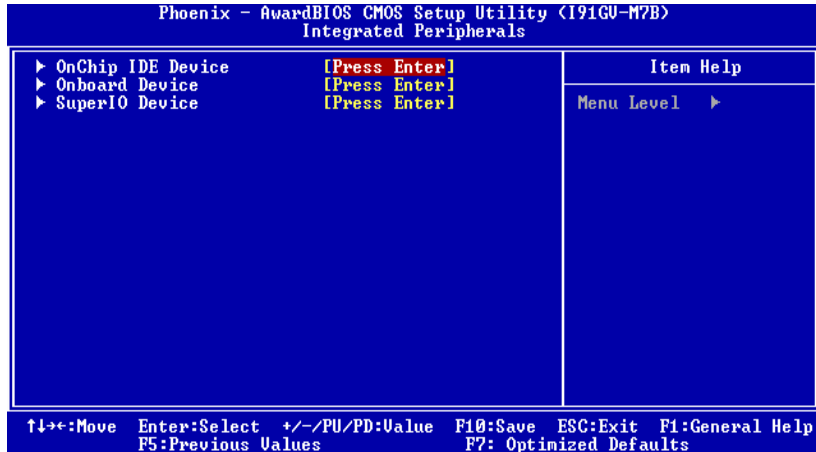 Phoenix - AwardBIOS CMOS Setup Utility (I91GV-M7B)
Integrated Peripherals
▶ OnChip IDE Device [Press Enter]
▶ Onboard Device [Press Enter]
▶ SuperIO Device [Press Enter]
Item Help
Menu Level ▶
↑↓→←:Move Enter:Select +/-/PU/PD:Value F10:Save ESC:Exit F1:General Help
F5:Previous Values F7: Optimized Defaults